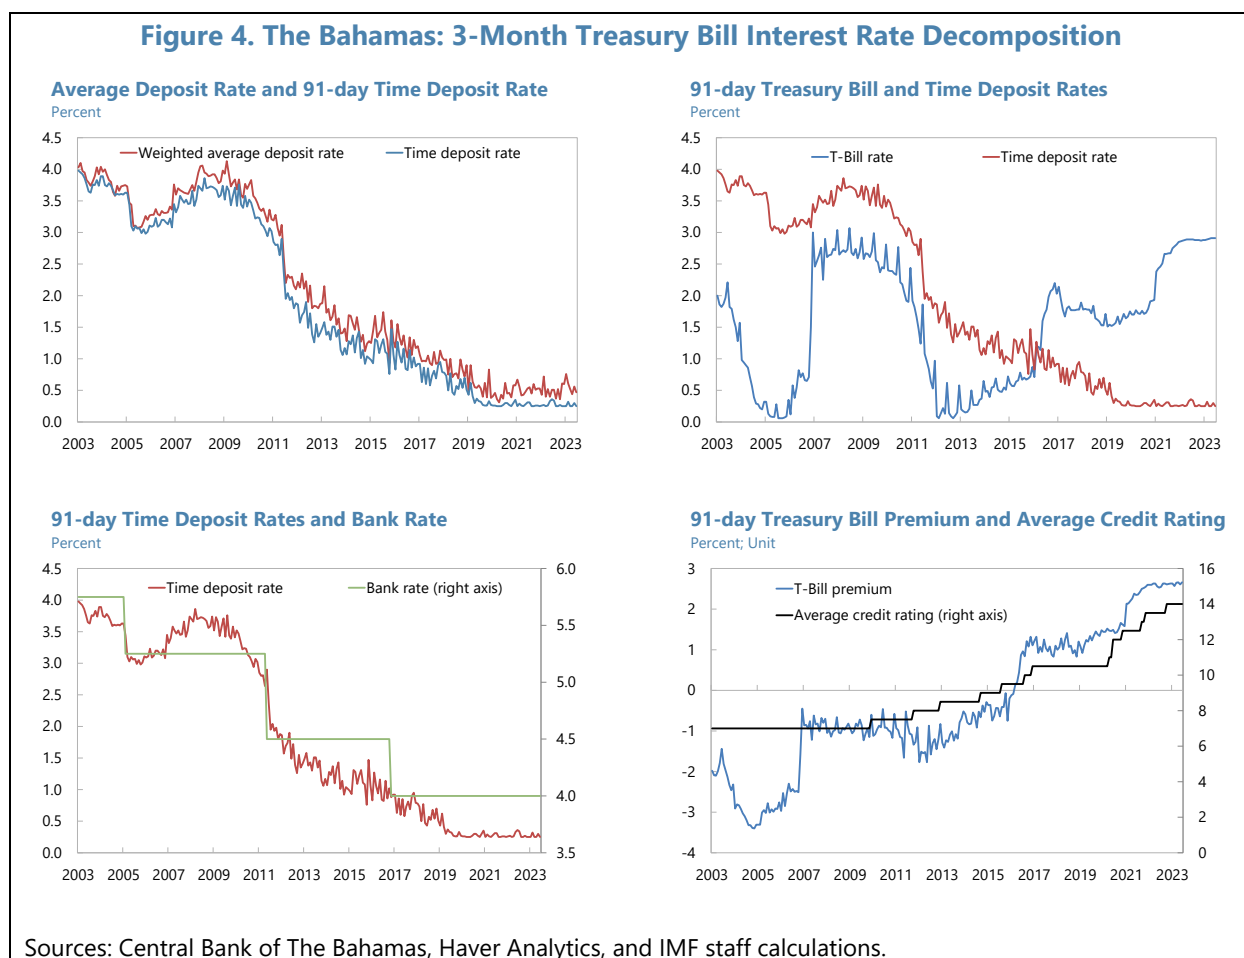 Figure 4. The Bahamas: 3-Month Treasury Bill Interest Rate Decomposition
Average Deposit Rate and 91-day Time Deposit Rate
Percent
4.5
4.0
3.5
3.0
2.5
2.0
1.5
1.0
0.5
0.0
Weighted average deposit rate
Time deposit rate
2003 2005 2007 2009 2011 2013 2015 2017 2019 2021 2023
91-day Treasury Bill and Time Deposit Rates
Percent
4.5
4.0
3.5
3.0
2.5
2.0
1.5
1.0
0.5
0.0
T-Bill rate
Time deposit rate
2003 2005 2007 2009 2011 2013 2015 2017 2019 2021 2023
91-day Time Deposit Rates and Bank Rate
Percent
4.5
4.0
3.5
3.0
2.5
2.0
1.5
1.0
0.5
0.0
Time deposit rate
Bank rate (right axis)
6.0
5.5
5.0
4.5
4.0
3.5
2003 2005 2007 2009 2011 2013 2015 2017 2019 2021 2023
91-day Treasury Bill Premium and Average Credit Rating
Percent; Unit
3
2
1
0
-1
-2
-3
-4
T-Bill premium
Average credit rating (right axis)
16
14
12
10
8
6
4
2
0
2003 2005 2007 2009 2011 2013 2015 2017 2019 2021 2023
Sources: Central Bank of The Bahamas, Haver Analytics, and IMF staff calculations.